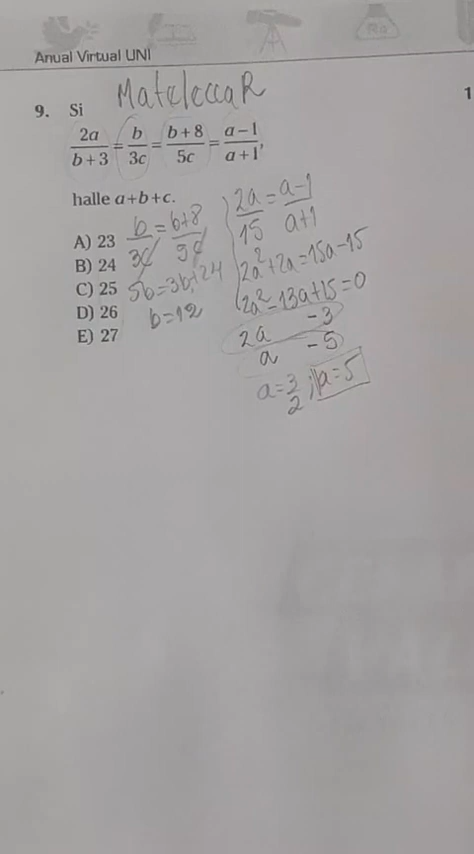 Anual Virtual UNI
MateleccaR
1
9. Si
2a/(b+3) = b/3c = (b+8)/5c = (a-1)/(a+1),
halle a+b+c.
A) 23
B) 24
C) 25
D) 26
E) 27
b/3c = b+8/5c
5b=3b+24
b=12
2a/15 = a-1/a+1
2a²+2a=15a-15
2a²-13a+15=0
2a -3
a -5
a=3/2 ; a=5